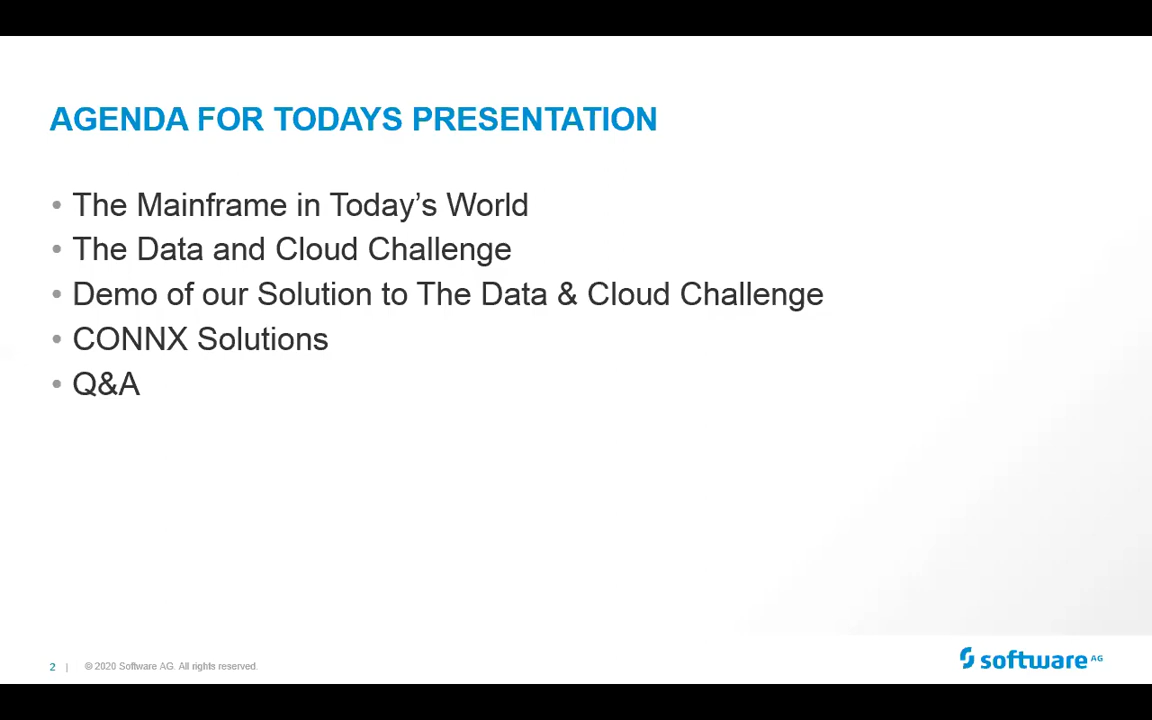 AGENDA FOR TODAYS PRESENTATION
• The Mainframe in Today’s World
• The Data and Cloud Challenge
• Demo of our Solution to The Data & Cloud Challenge
• CONNX Solutions
• Q&A
2 | © 2020 Software AG. All rights reserved.
software AG